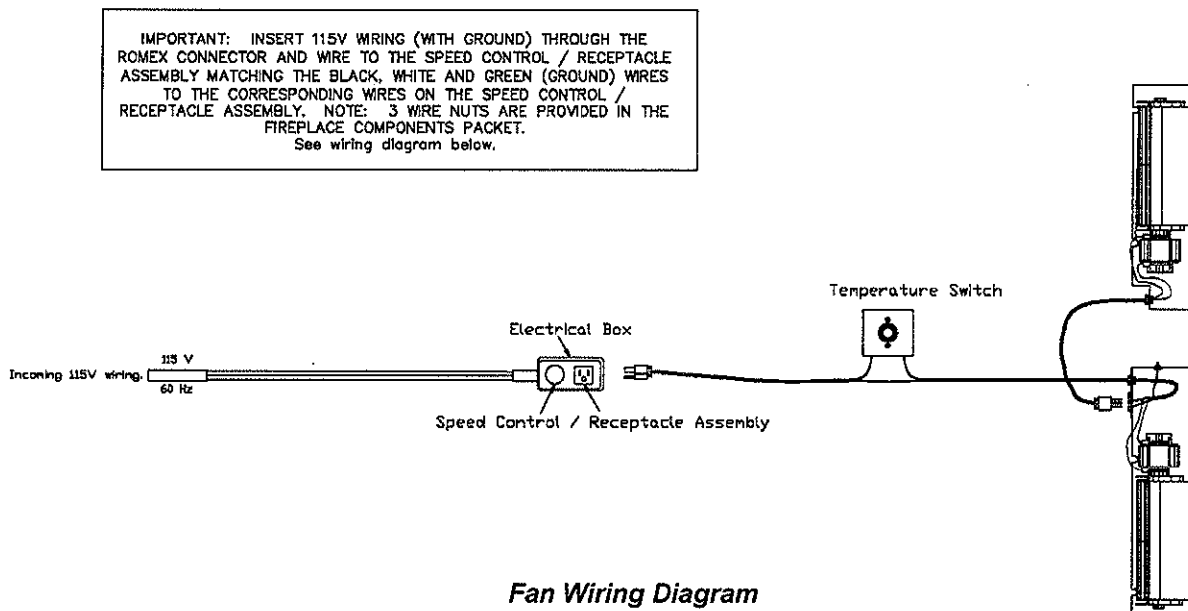 IMPORTANT: INSERT 115V WIRING (WITH GROUND) THROUGH THE
ROMEX CONNECTOR AND WIRE TO THE SPEED CONTROL / RECEPTACLE
ASSEMBLY MATCHING THE BLACK, WHITE AND GREEN (GROUND) WIRES
TO THE CORRESPONDING WIRES ON THE SPEED CONTROL /
RECEPTACLE ASSEMBLY. NOTE: 3 WIRE NUTS ARE PROVIDED IN THE
FIREPLACE COMPONENTS PACKET.
See wiring diagram below.
Temperature Switch
Electrical Box
115 V
Incoming 115V wiring.
60 Hz
Speed Control / Receptacle Assembly
Fan Wiring Diagram